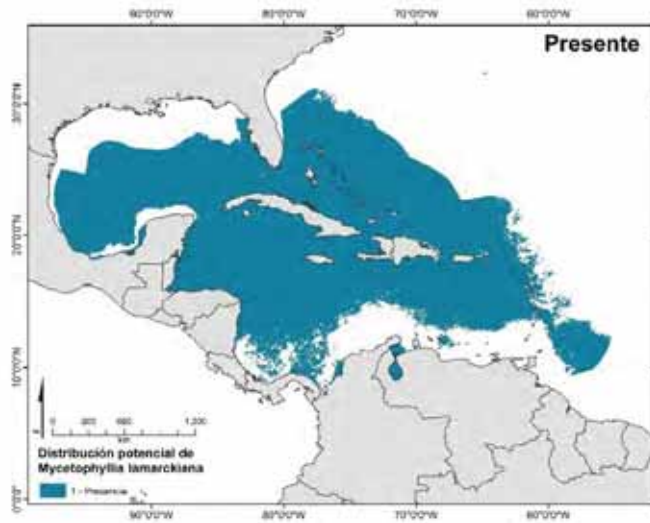 90°0'0"W 80°0'0"W 70°0'0"W 60°0'0"W
Presente
30°0'0"N
20°0'0"N
10°0'0"N
0°0'0"
0 300 600 1,200
km
Distribución potencial de
Mycetophyllia lamarckiana
1 - Presencia
90°0'0"W 80°0'0"W 70°0'0"W 60°0'0"W